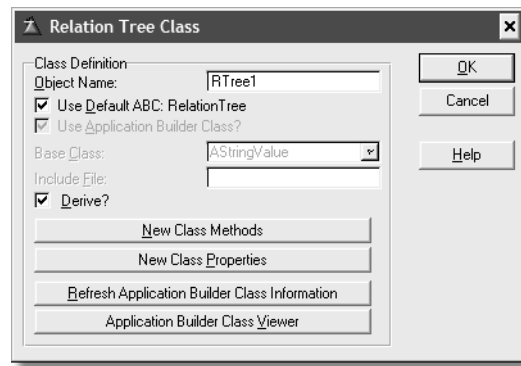 Relation Tree Class
Class Definition
Object Name: RTree1
Use Default ABC: RelationTree
Use Application Builder Class?
Base Class: AStringValue
Include File:
Derive?
New Class Methods
New Class Properties
Refresh Application Builder Class Information
Application Builder Class Viewer
OK
Cancel
Help